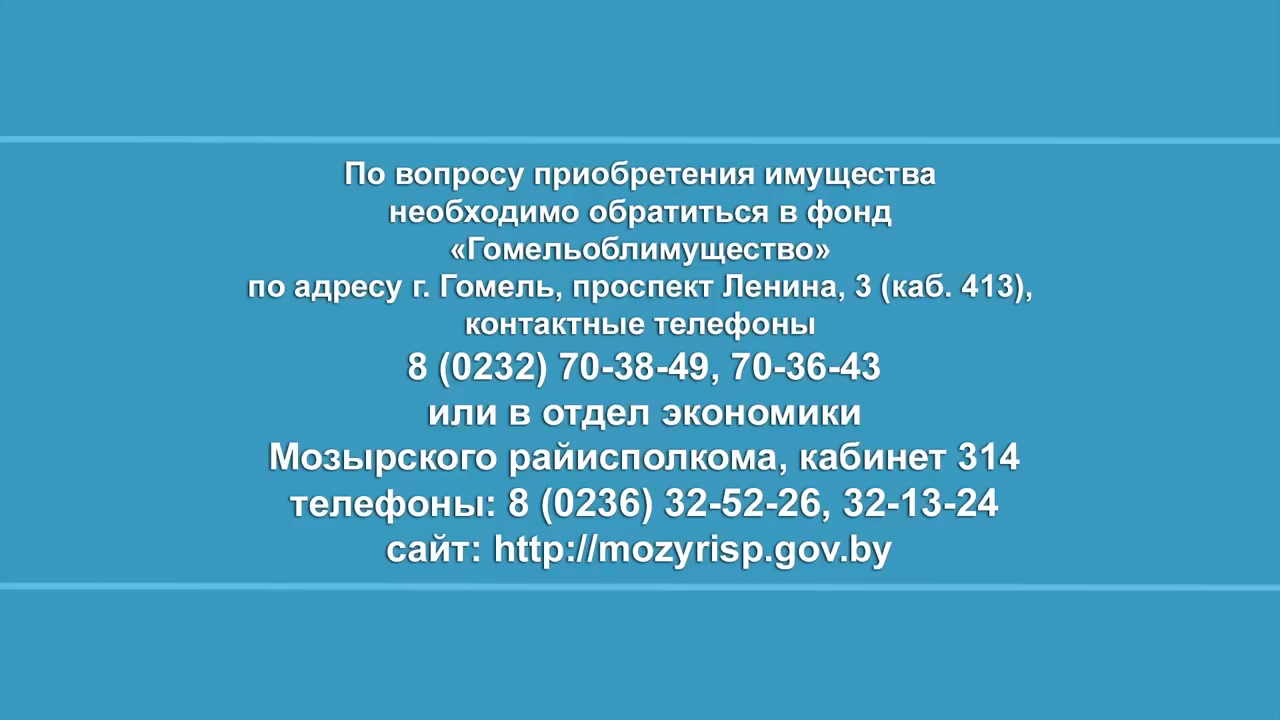 По вопросу приобретения имущества
необходимо обратиться в фонд
«Гомельоблимущество»
по адресу г. Гомель, проспект Ленина, 3 (каб. 413),
контактные телефоны
8 (0232) 70-38-49, 70-36-43
или в отдел экономики
Мозырского райисполкома, кабинет 314
телефоны: 8 (0236) 32-52-26, 32-13-24
сайт: http://mozyrisp.gov.by